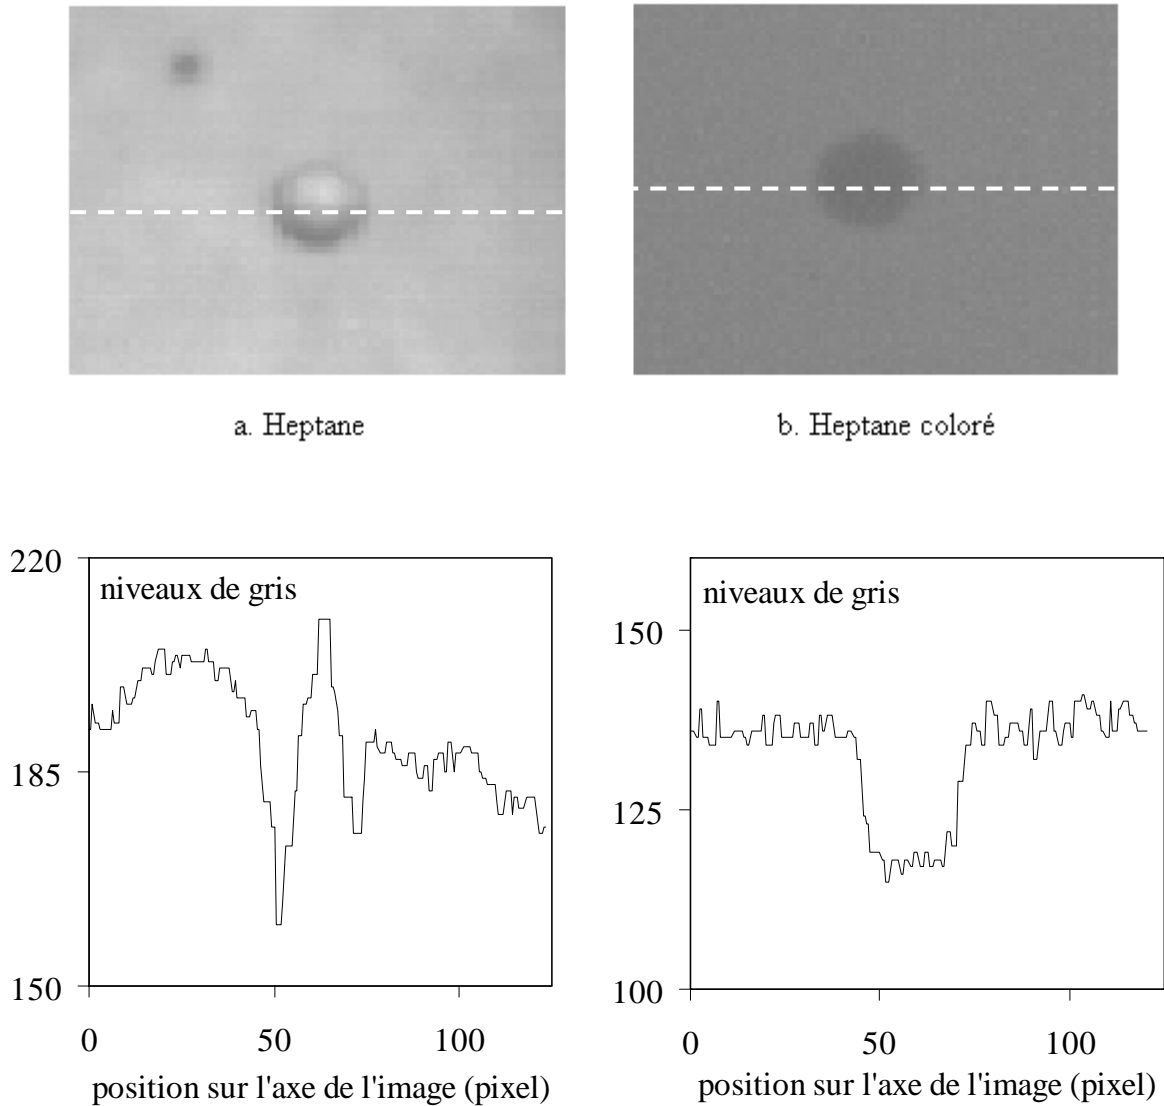 a. Heptane
b. Heptane coloré
220
niveaux de gris
185
150
0
50
100
position sur l'axe de l'image (pixel)
niveaux de gris
150
125
100
0
50
100
position sur l'axe de l'image (pixel)